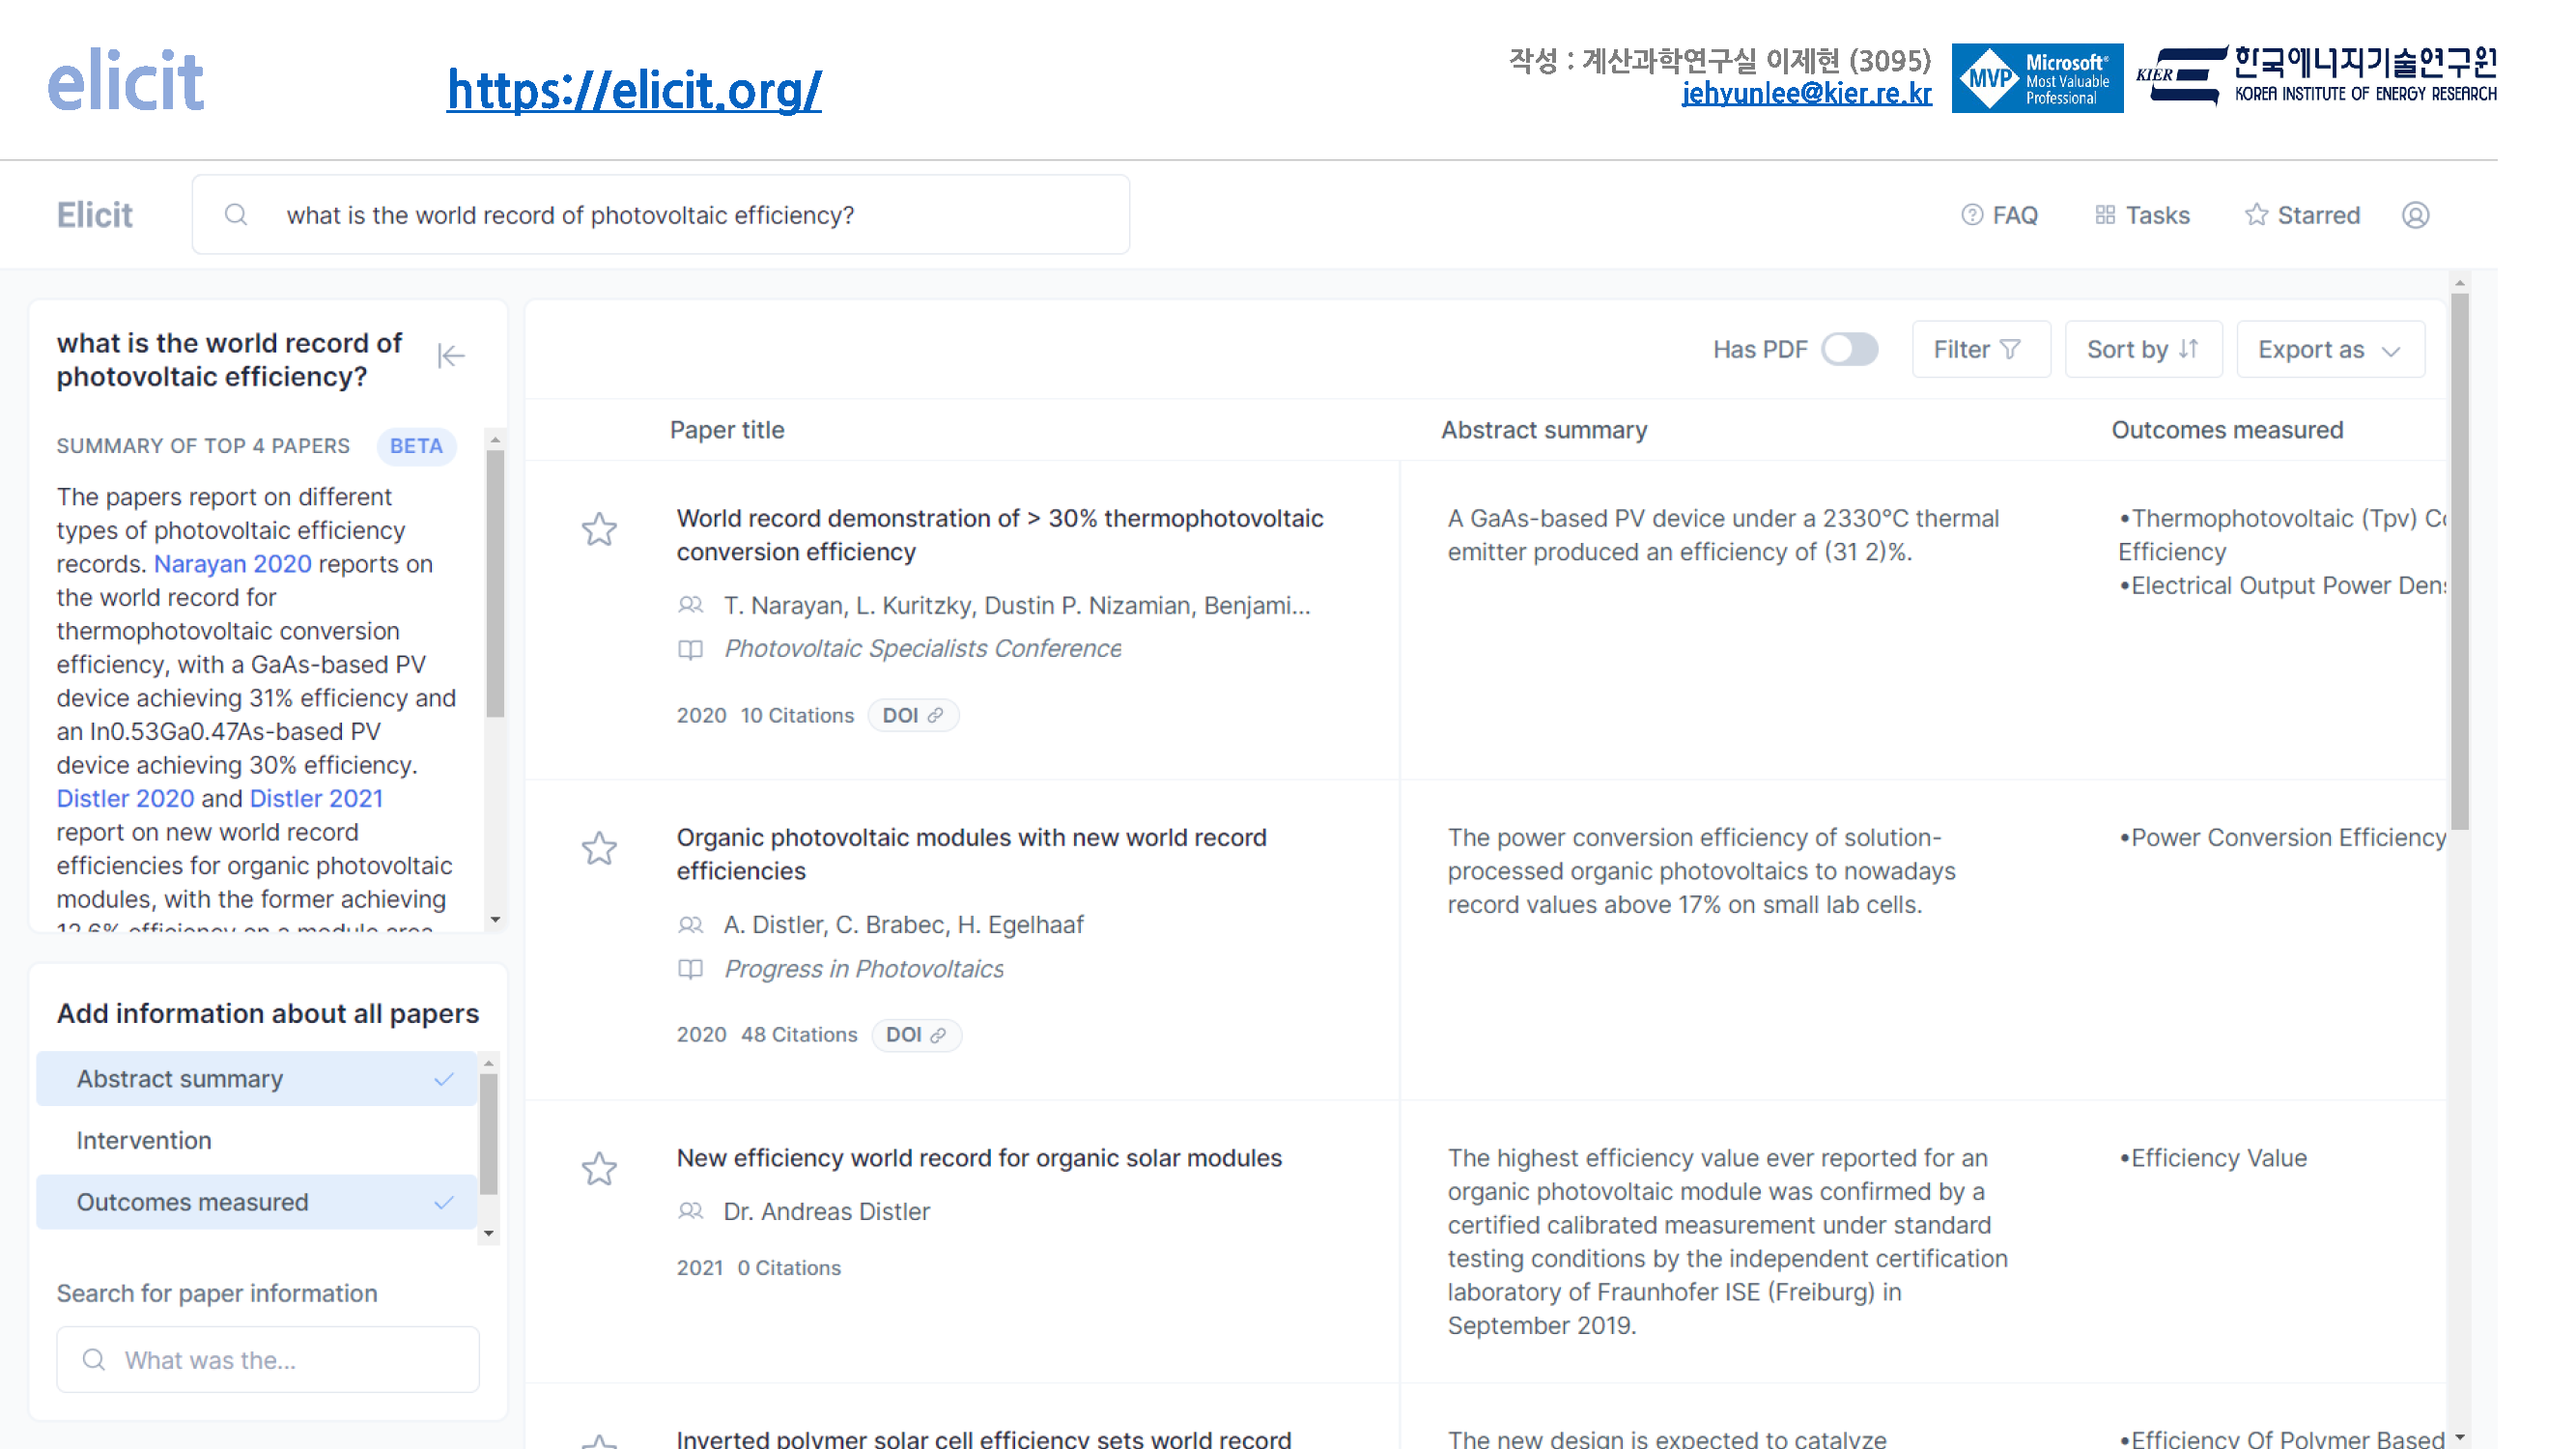 elicit
https://elicit.org/
작성 : 계산과학연구실 이제현 (3095)
jehyunlee@kier.re.kr
MVP
Microsoft®
Most Valuable
Professional
KIER
한국에너지기술연구원
KOREA INSTITUTE OF ENERGY RESEARCH
Elicit
what is the world record of photovoltaic efficiency?
FAQ
Tasks
Starred
what is the world record of
photovoltaic efficiency?
SUMMARY OF TOP 4 PAPERS
BETA
The papers report on different
types of photovoltaic efficiency
records. Narayan 2020 reports on
the world record for
thermophotovoltaic conversion
efficiency, with a GaAs-based PV
device achieving 31% efficiency and
an In0.53Ga0.47As-based PV
device achieving 30% efficiency.
Distler 2020 and Distler 2021
report on new world record
efficiencies for organic photovoltaic
modules, with the former achieving
12.6% efficiency on a module area
Add information about all papers
Abstract summary
Intervention
Outcomes measured
Search for paper information
What was the...
Has PDF
Filter
Sort by
Export as
Paper title
Abstract summary
Outcomes measured
World record demonstration of > 30% thermophotovoltaic
conversion efficiency
T. Narayan, L. Kuritzky, Dustin P. Nizamian, Benjami...
Photovoltaic Specialists Conference
2020 10 Citations DOI
A GaAs-based PV device under a 2330°C thermal
emitter produced an efficiency of (31 2)%.
•Thermophotovoltaic (Tpv)
Efficiency
•Electrical Output Power
Organic photovoltaic modules with new world record
efficiencies
A. Distler, C. Brabec, H. Egelhaaf
Progress in Photovoltaics
2020 48 Citations DOI
The power conversion efficiency of solution-
processed organic photovoltaics to nowadays
record values above 17% on small lab cells.
•Power Conversion Efficiency
New efficiency world record for organic solar modules
Dr. Andreas Distler
2021 0 Citations
The highest efficiency value ever reported for an
organic photovoltaic module was confirmed by a
certified calibrated measurement under standard
testing conditions by the independent certification
laboratory of Fraunhofer ISE (Freiburg) in
September 2019.
•Efficiency Value
Inverted polymer solar cell efficiency sets world record
The new design is expected to catalyze
•Efficiency Of Polymer Based